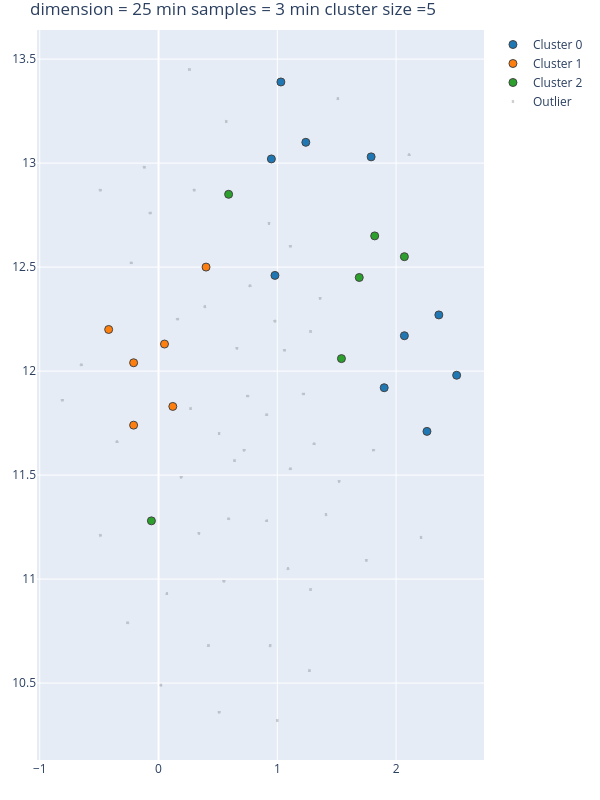 dimension = 25 min samples = 3 min cluster size =5
Cluster 0
Cluster 1
Cluster 2
Outlier
13.5
13
12.5
12
11.5
11
10.5
−1
0
1
2